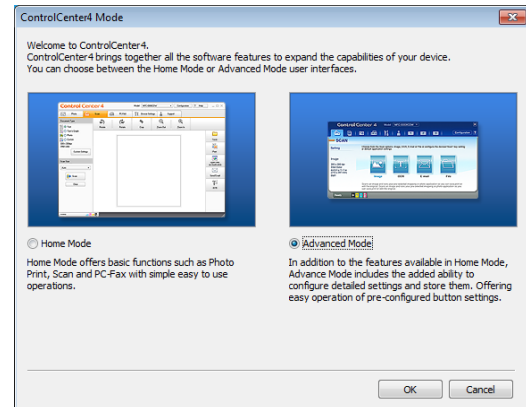 ControlCenter4 Mode
Welcome to ControlCenter4.
ControlCenter4 brings together all the software features to expand the capabilities of your device.
You can choose between the Home Mode or Advanced Mode user interfaces.
Control Center 4
Control Center 4
SCAN
Home Mode
Advanced Mode
Home Mode offers basic functions such as Photo
Print, Scan and PC-Fax with simple easy to use
operations.
In addition to the features available in Home Mode,
Advance Mode includes the added ability to
configure detailed settings and store them. Offering
easy operation of pre-configured button settings.
OK
Cancel